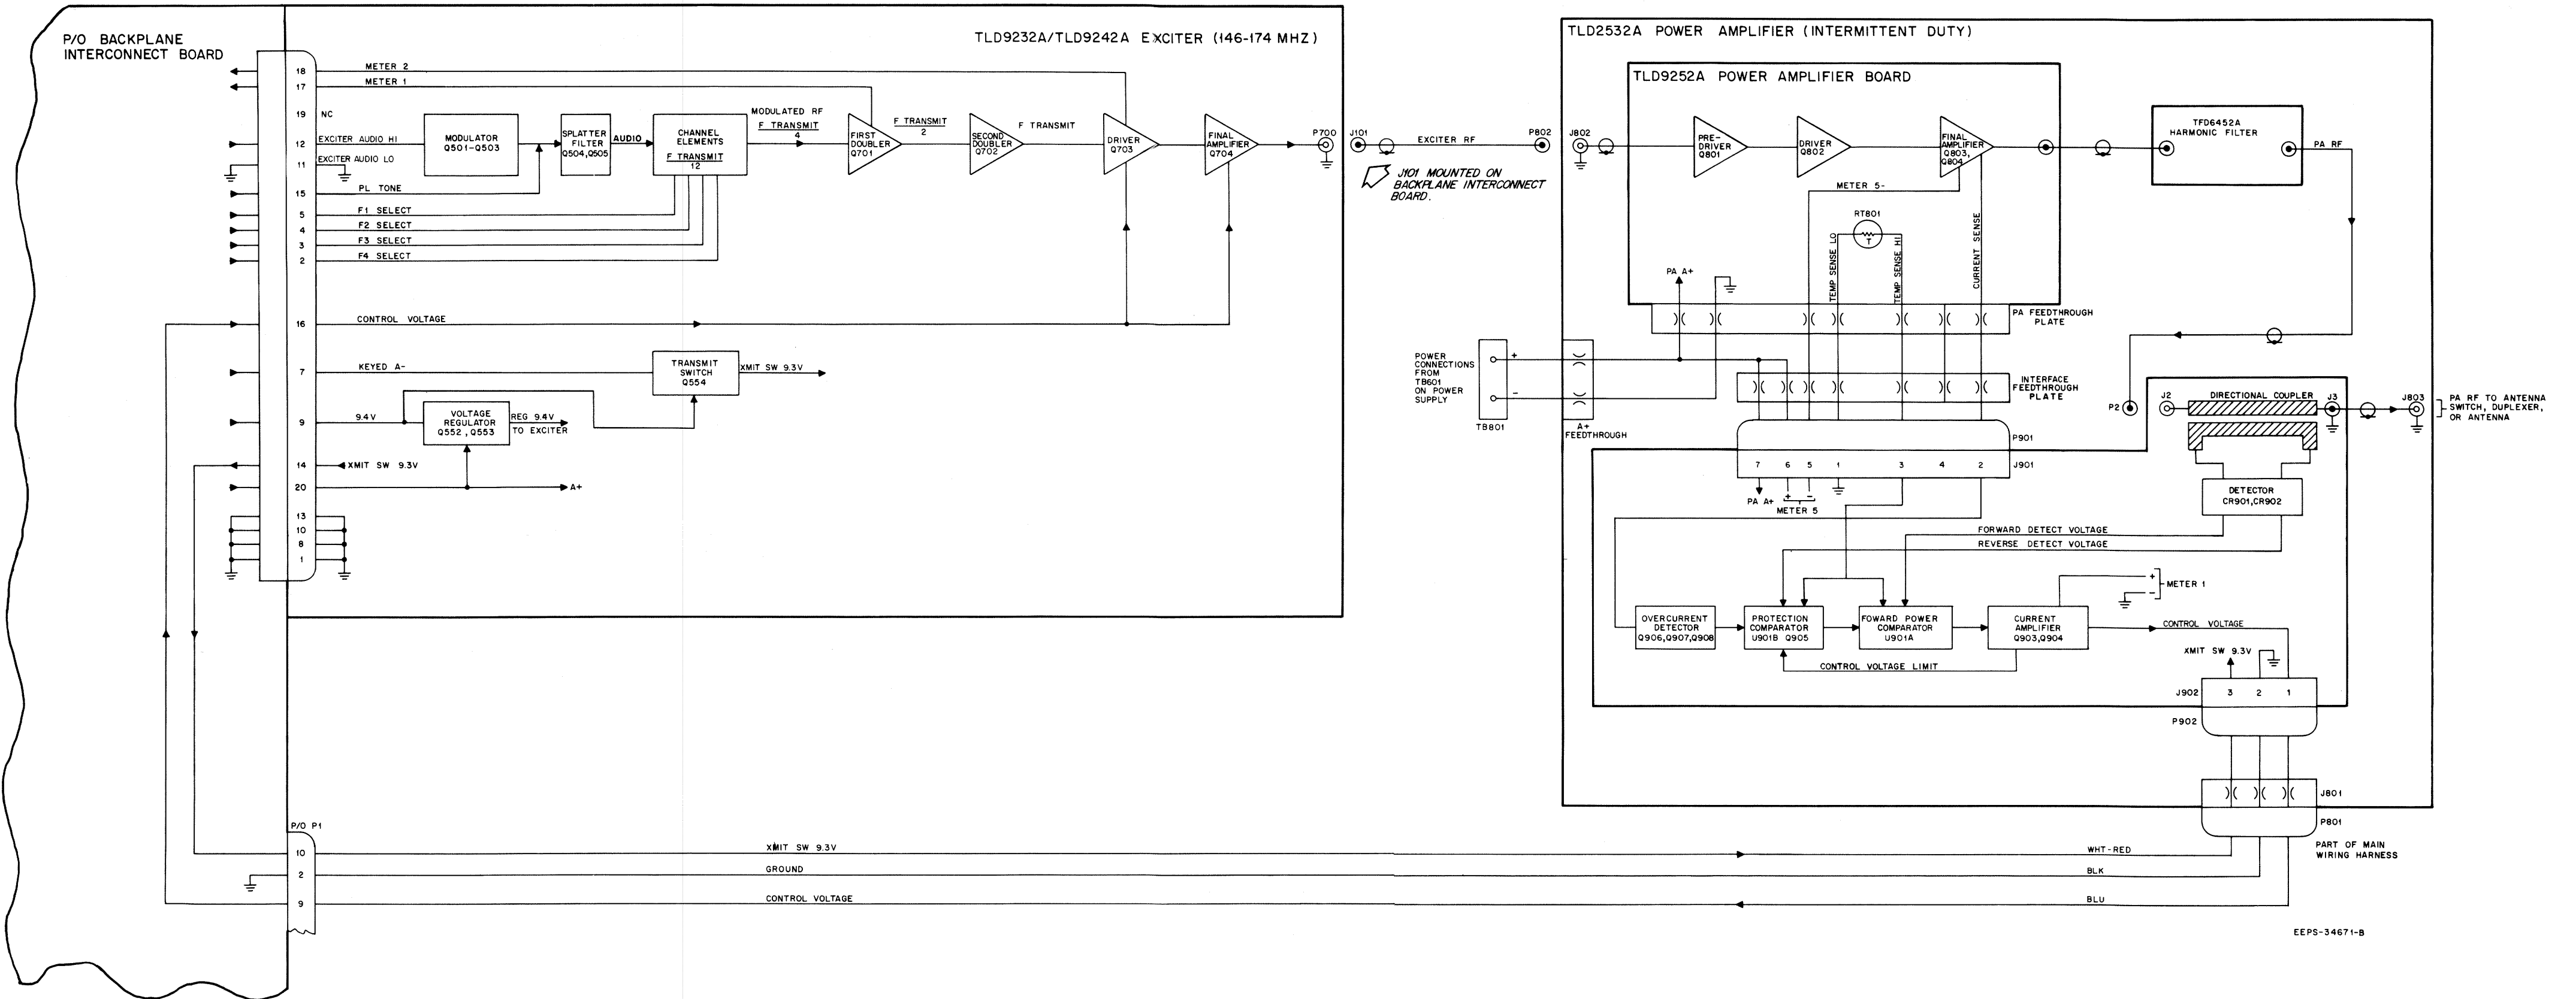 P/O BACKPLANE
INTERCONNECT BOARD
TLD9232A/TLD9242A EXCITER (146-174 MHZ)
18 METER 2
17 METER 1
19 NC
12 EXCITER AUDIO HI
11 EXCITER AUDIO LO
15 PL TONE
5 F1 SELECT
4 F2 SELECT
3 F3 SELECT
2 F4 SELECT
16 CONTROL VOLTAGE
7 KEYED A-
9 9.4V
14 XMIT SW 9.3V
20 A+
13
10
8
1
MODULATOR
Q501-Q503
SPLATTER
FILTER
Q504,Q505
AUDIO
CHANNEL
ELEMENTS
F TRANSMIT
12
MODULATED RF
F TRANSMIT
4
FIRST
DOUBLER
Q701
F TRANSMIT
2
SECOND
DOUBLER
Q702
F TRANSMIT
DRIVER
Q703
FINAL
AMPLIFIER
Q704
P700
TRANSMIT
SWITCH
Q554
XMIT SW 9.3V
VOLTAGE
REGULATOR
Q552, Q553
REG 9.4V
TO EXCITER
J101
EXCITER RF
P802
J101 MOUNTED ON
BACKPLANE INTERCONNECT
BOARD.
TLD2532A POWER AMPLIFIER (INTERMITTENT DUTY)
TLD9252A POWER AMPLIFIER BOARD
J802
PRE-
DRIVER
Q801
DRIVER
Q802
FINAL
AMPLIFIER
Q803,
Q804
METER 5-
RT801
T
TEMP SENSE LO
TEMP SENSE HI
CURRENT SENSE
PA A+
PA FEEDTHROUGH
PLATE
TFD6452A
HARMONIC FILTER
PA RF
POWER
CONNECTIONS
FROM
TB601
ON POWER
SUPPLY
+
-
TB801
A+
FEEDTHROUGH
INTERFACE
FEEDTHROUGH
PLATE
P901
7 6 5 1 3 4 2 J901
PA A+
+ -
METER 5
P2
J2
DIRECTIONAL COUPLER
J3
J803
PA RF TO ANTENNA
SWITCH, DUPLEXER,
OR ANTENNA
DETECTOR
CR901,CR902
FORWARD DETECT VOLTAGE
REVERSE DETECT VOLTAGE
+
-
METER 1
OVERCURRENT
DETECTOR
Q906,Q907,Q908
PROTECTION
COMPARATOR
U901B Q905
FOWARD POWER
COMPARATOR
U901A
CURRENT
AMPLIFIER
Q903,Q904
CONTROL VOLTAGE
CONTROL VOLTAGE LIMIT
XMIT SW 9.3V
J902 3 2 1
P902
J801
P801
PART OF MAIN
WIRING HARNESS
P/O P1
10 XMIT SW 9.3V WHT-RED
2 GROUND BLK
9 CONTROL VOLTAGE BLU
EEPS-34671-B